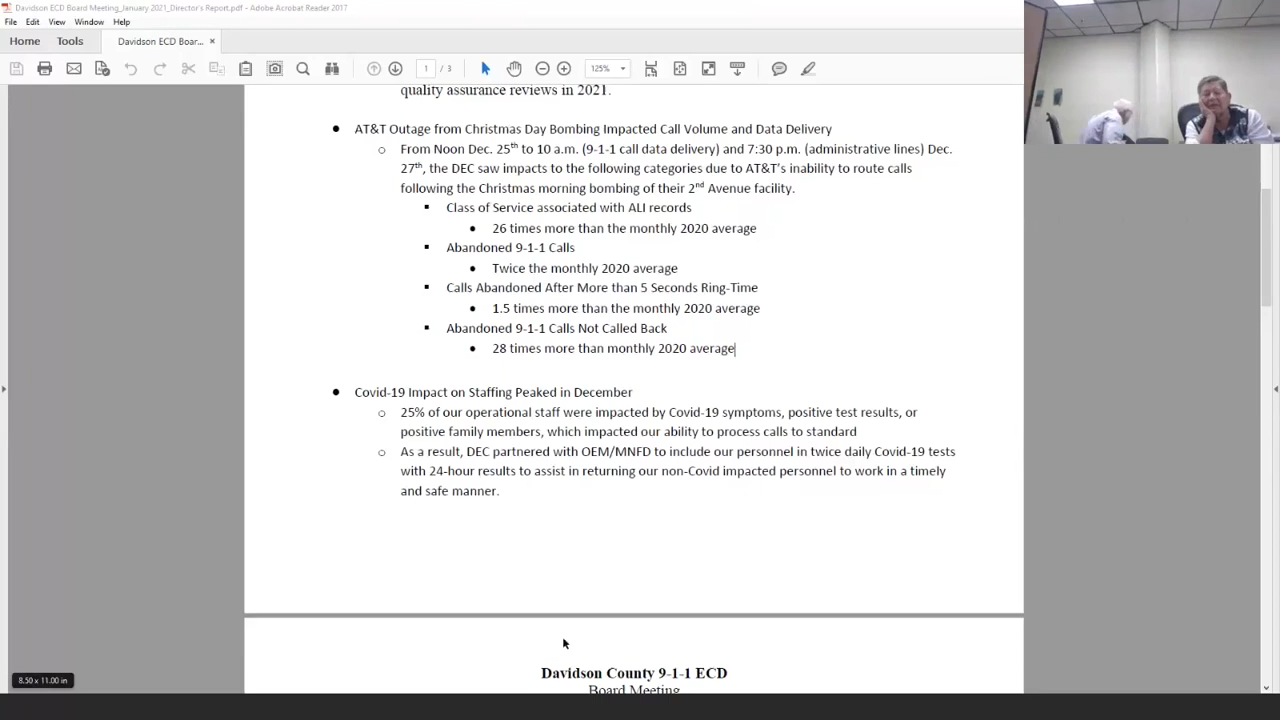 Davidson ECD Board Meeting_January 2021_Director's Report.pdf - Adobe Acrobat Reader 2017
File Edit View Window Help
Home Tools Davidson ECD Boar... ×
1 / 3 125%
quality assurance reviews in 2021.
● AT&T Outage from Christmas Day Bombing Impacted Call Volume and Data Delivery
o From Noon Dec. 25th to 10 a.m. (9-1-1 call data delivery) and 7:30 p.m. (administrative lines) Dec.
27th, the DEC saw impacts to the following categories due to AT&T's inability to route calls
following the Christmas morning bombing of their 2nd Avenue facility.
▪ Class of Service associated with ALI records
• 26 times more than the monthly 2020 average
▪ Abandoned 9-1-1 Calls
• Twice the monthly 2020 average
▪ Calls Abandoned After More than 5 Seconds Ring-Time
• 1.5 times more than the monthly 2020 average
▪ Abandoned 9-1-1 Calls Not Called Back
• 28 times more than monthly 2020 average
● Covid-19 Impact on Staffing Peaked in December
o 25% of our operational staff were impacted by Covid-19 symptoms, positive test results, or
positive family members, which impacted our ability to process calls to standard
o As a result, DEC partnered with OEM/MNFD to include our personnel in twice daily Covid-19 tests
with 24-hour results to assist in returning our non-Covid impacted personnel to work in a timely
and safe manner.
8.50 x 11.00 in
Davidson County 9-1-1 ECD
Board Meeting